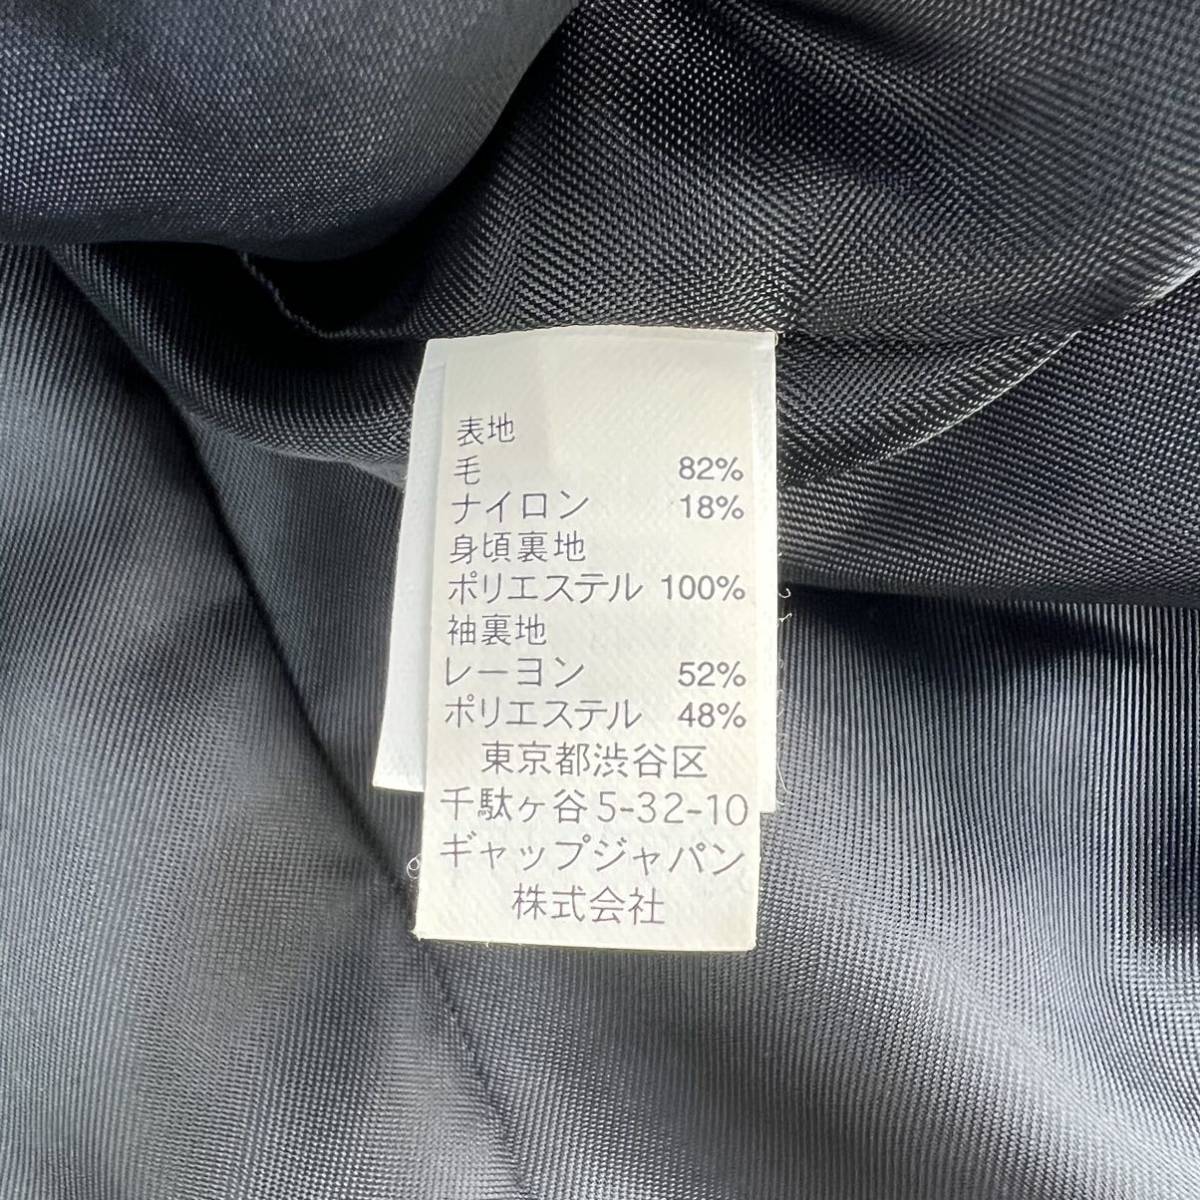 表地
毛 82%
ナイロン 18%
身頃裏地
ポリエステル 100%
袖裏地
レーヨン 52%
ポリエステル 48%
東京都渋谷区
千駄ヶ谷5-32-10
ギャップジャパン
株式会社